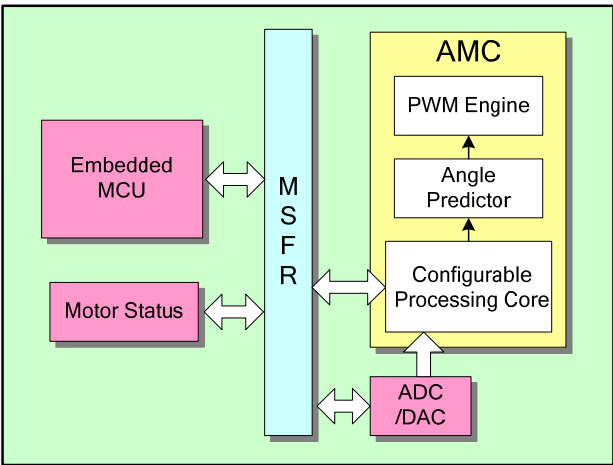 Embedded
MCU
Motor Status
M
S
F
R
AMC
PWM Engine
Angle
Predictor
Configurable
Processing Core
ADC
/DAC